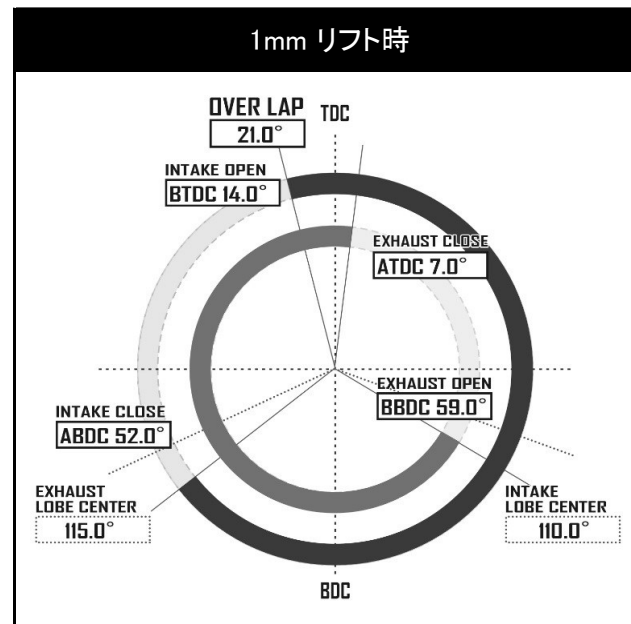 1mm リフト時
OVER LAP
21.0°
TDC
INTAKE OPEN
BTDC 14.0°
EXHAUST CLOSE
ATDC 7.0°
EXHAUST OPEN
BBDC 59.0°
INTAKE CLOSE
ABDC 52.0°
EXHAUST
LOBE CENTER
115.0°
INTAKE
LOBE CENTER
110.0°
BDC